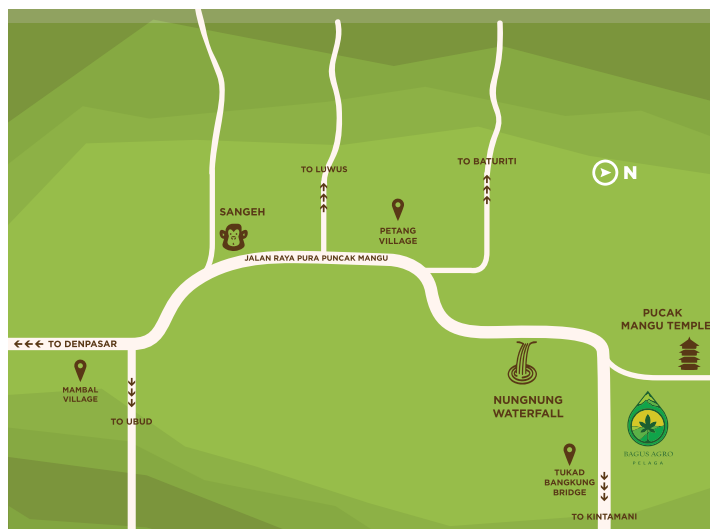 TO LUWUS
TO BATURITI
N
SANGEH
PETANG
VILLAGE
JALAN RAYA PURA PUNCAK MANGU
PUCAK
MANGU TEMPLE
TO DENPASAR
MAMBAL
VILLAGE
TO UBUD
NUNGNUNG
WATERFALL
BAGUS AGRO
PELAGA
TUKAD
BANGKUNG
BRIDGE
TO KINTAMANI